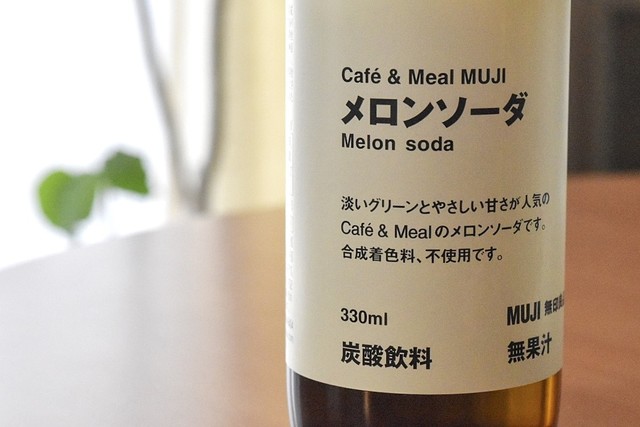 Café & Meal MUJI
メロンソーダ
Melon soda
淡いグリーンとやさしい甘さが人気の
Café & Mealのメロンソーダです。
合成着色料、不使用です。
330ml
MUJI 無印良
炭酸飲料
無果汁